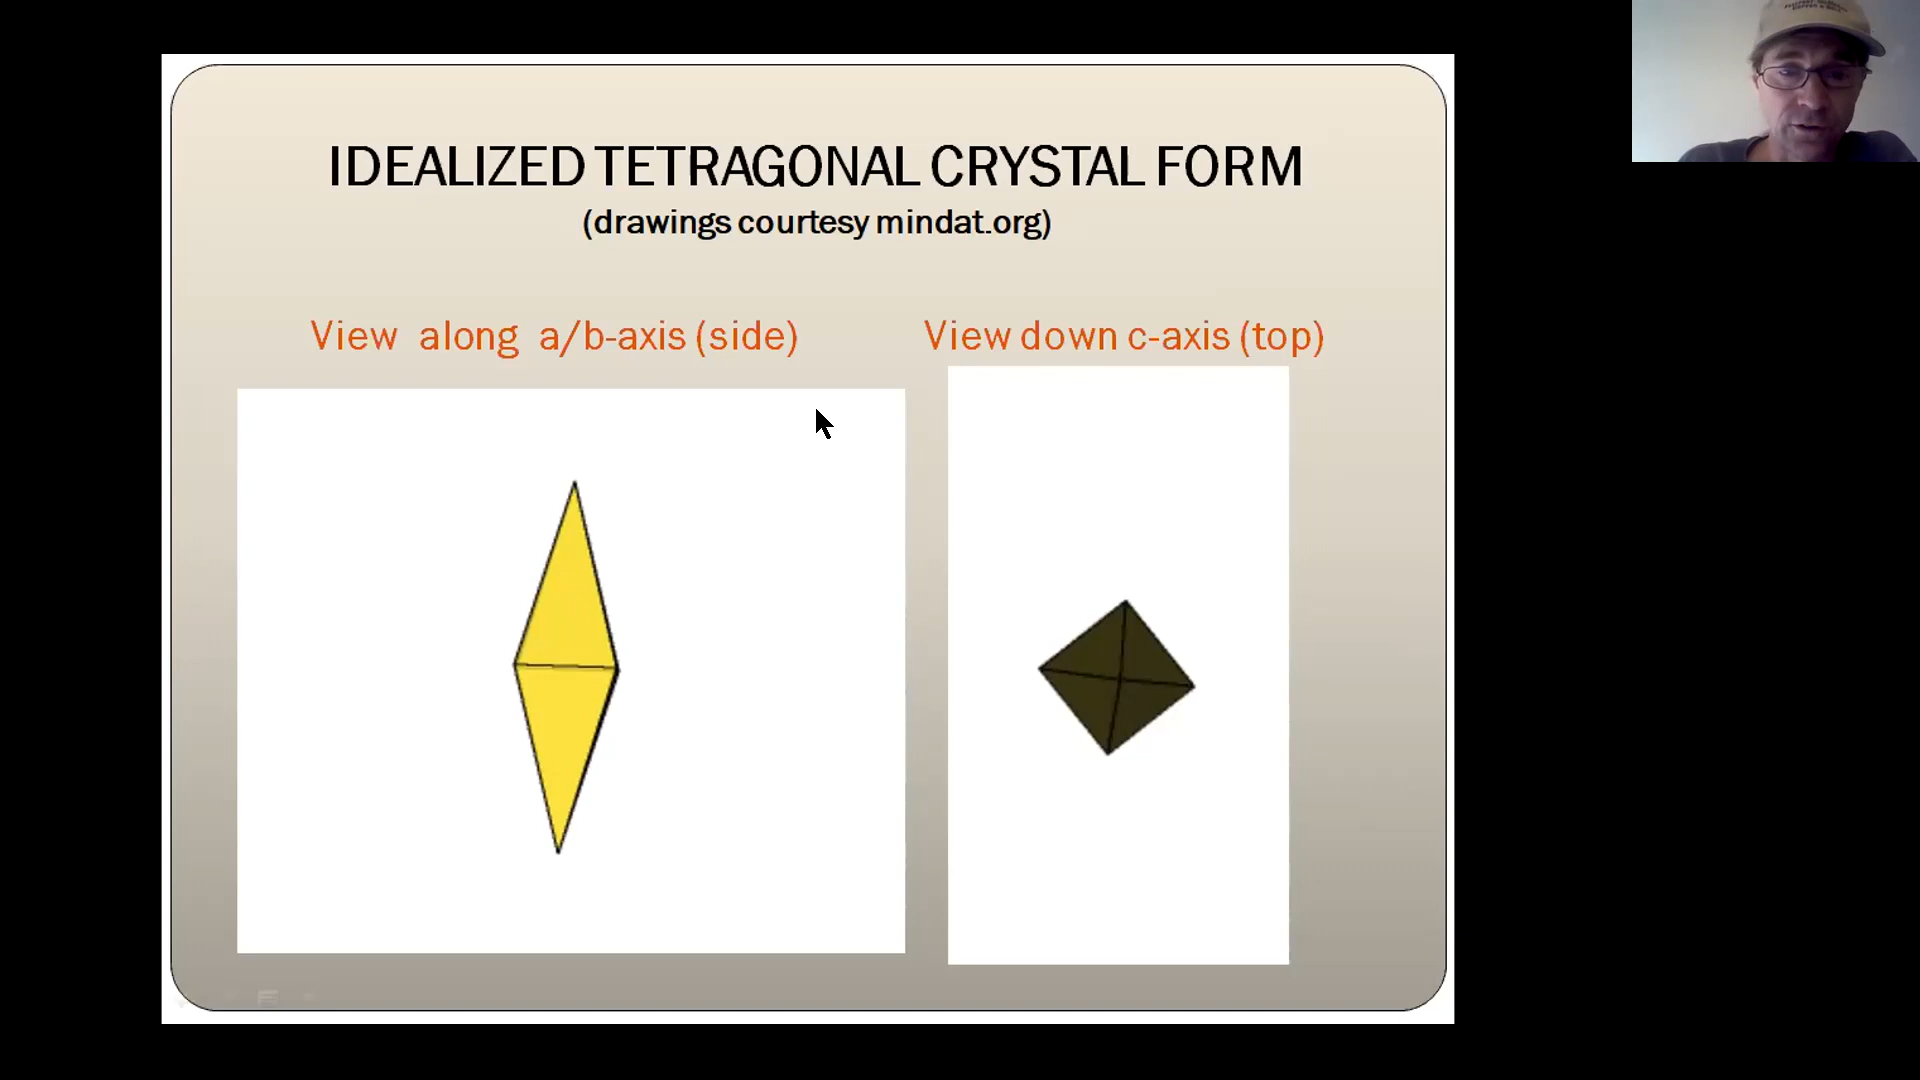 IDEALIZED TETRAGONAL CRYSTAL FORM
(drawings courtesy mindat.org)
View along a/b-axis (side)
View down c-axis (top)